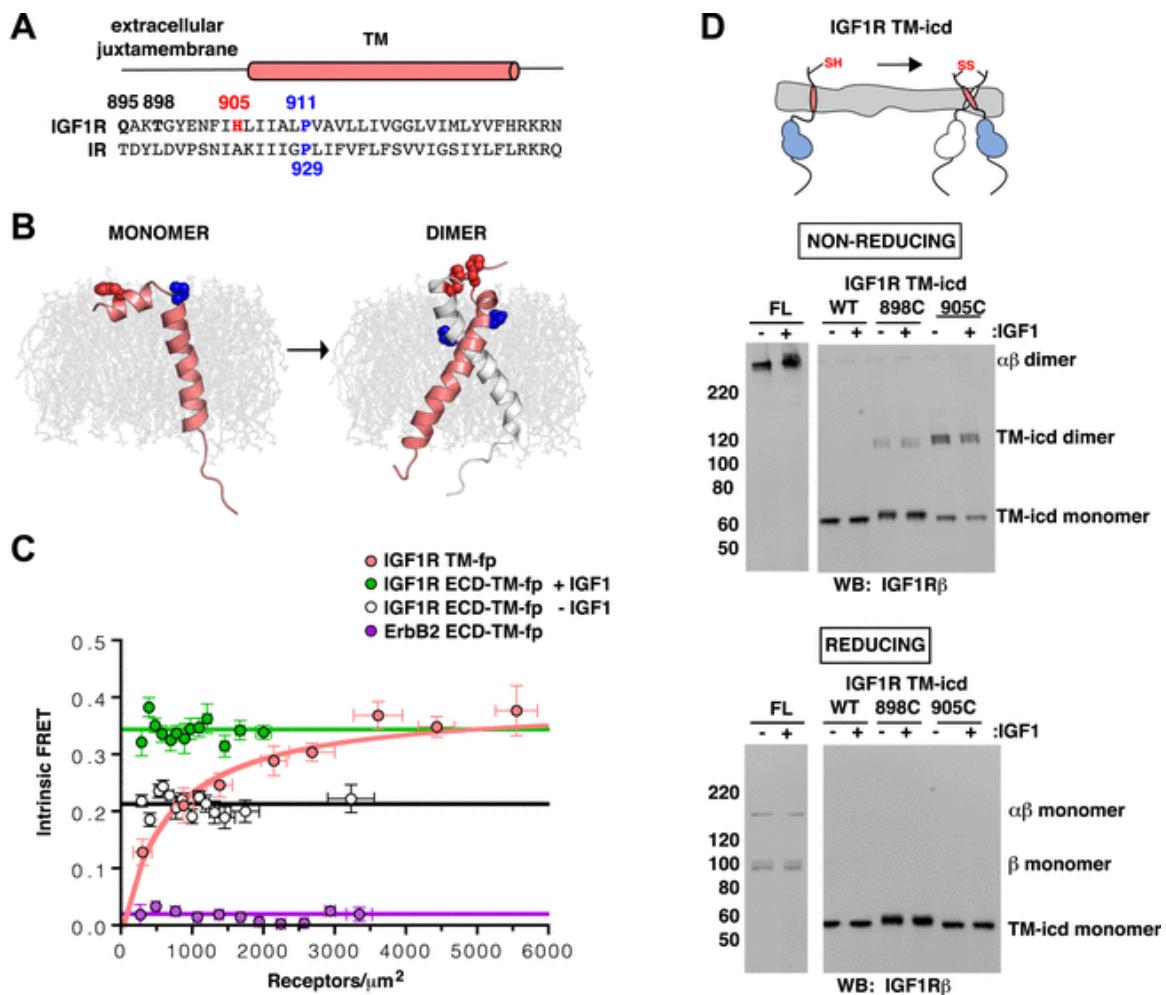 A
extracellular
juxtamembrane
TM
895 898 905 911
IGF1R QAKTGYENFIHLIIALPVAVLLIVGGLVIMLYVFHRKRN
IR TDYLDVPSNIAKIIIGPLIFVFLFSVVIGSIYLFLRKRQ
929
B
MONOMER DIMER
C
IGF1R TM-fp
IGF1R ECD-TM-fp + IGF1
IGF1R ECD-TM-fp - IGF1
ErbB2 ECD-TM-fp
Intrinsic FRET
0.5
0.4
0.3
0.2
0.1
0.0
0 1000 2000 3000 4000 5000 6000
Receptors/μm2
D
IGF1R TM-icd
SH SS
NON-REDUCING
IGF1R TM-icd
FL WT 898C 905C
- + - + - + - + :IGF1
αβ dimer
220
120 TM-icd dimer
100
80
60 TM-icd monomer
50
WB: IGF1Rβ
REDUCING
IGF1R TM-icd
FL WT 898C 905C
- + - + - + - + :IGF1
220
αβ monomer
120
100 β monomer
80
60 TM-icd monomer
50
WB: IGF1Rβ